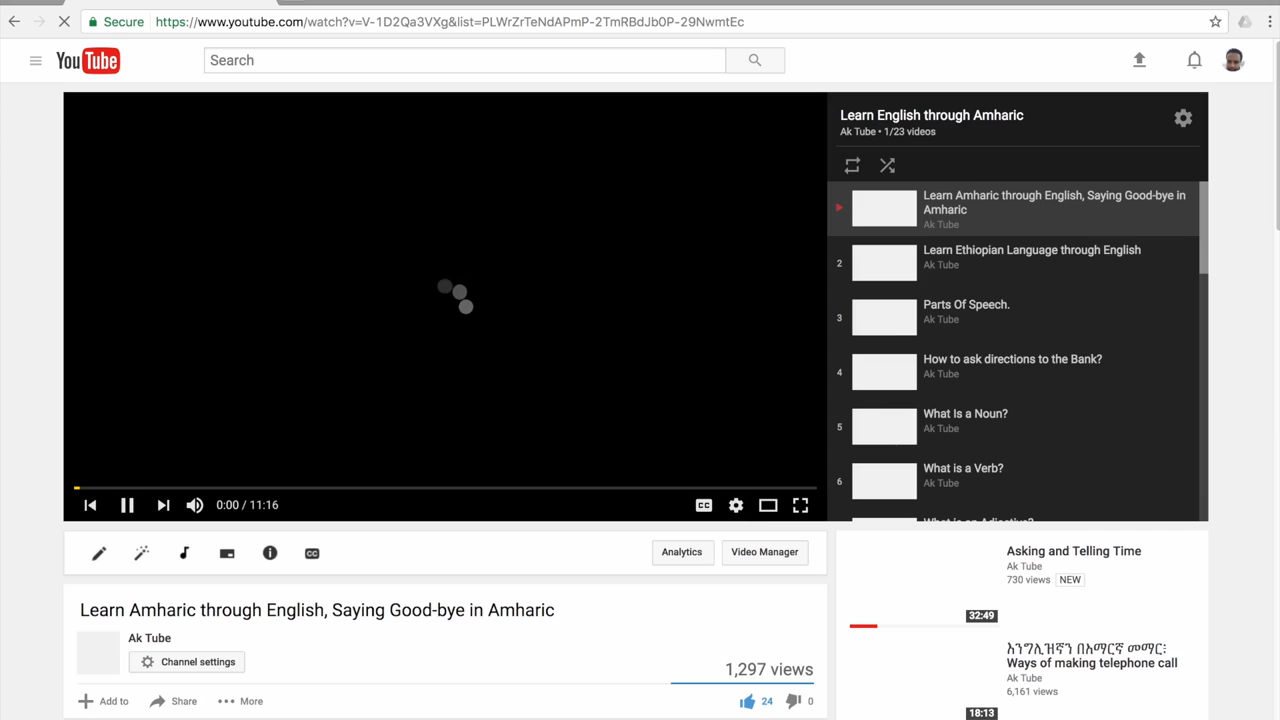 Secure
https://www.youtube.com/watch?v=V-1D2Qa3VXg&list=PLWrZrTeNdAPmP-2TmRBdJb0P-29NwmtEc
YouTube
Search
Learn English through Amharic
Ak Tube • 1/23 videos
Learn Amharic through English, Saying Good-bye in
Amharic
Ak Tube
2
Learn Ethiopian Language through English
Ak Tube
3
Parts Of Speech.
Ak Tube
4
How to ask directions to the Bank?
Ak Tube
5
What Is a Noun?
Ak Tube
6
What is a Verb?
Ak Tube
What is an Adjective?
0:00 / 11:16
CC
CC
Analytics
Video Manager
Learn Amharic through English, Saying Good-bye in Amharic
Ak Tube
Channel settings
1,297 views
Add to
Share
More
24
0
Asking and Telling Time
Ak Tube
730 views NEW
32:49
እንግሊዝኛን በአማርኛ መማር፤
Ways of making telephone call
Ak Tube
6,161 views
18:13